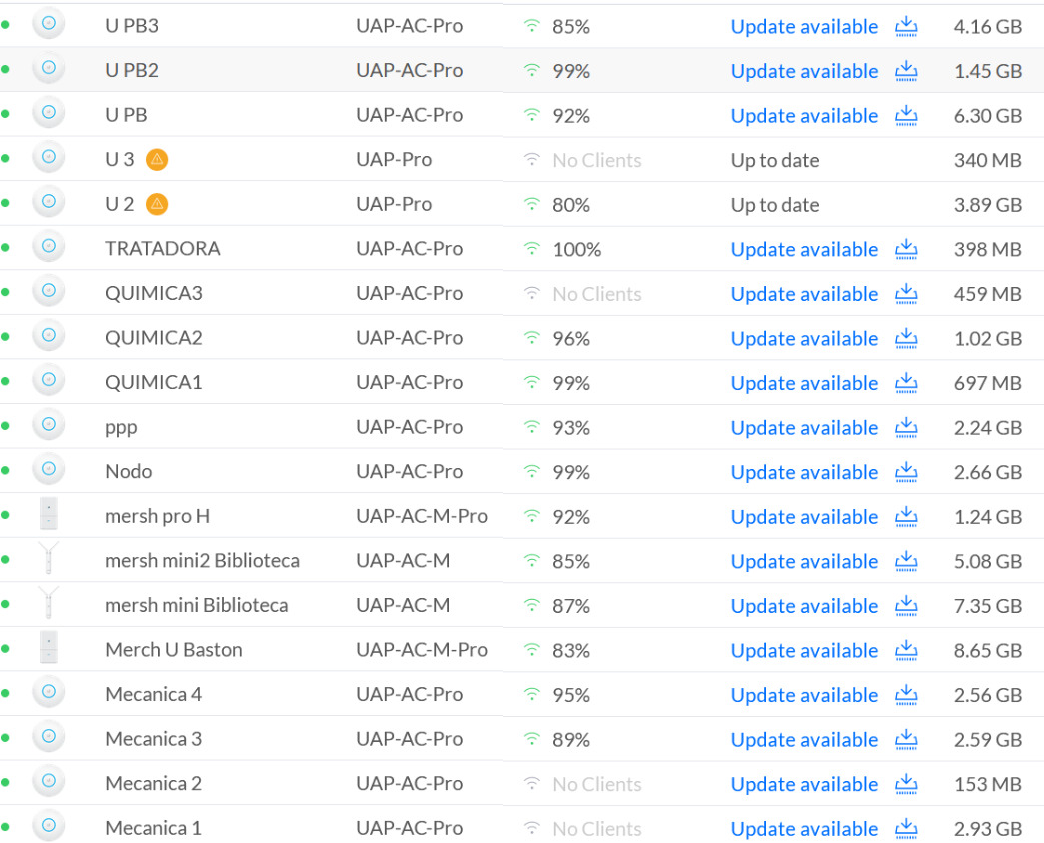 U PB3 UAP-AC-Pro 85% Update available 4.16 GB
U PB2 UAP-AC-Pro 99% Update available 1.45 GB
U PB UAP-AC-Pro 92% Update available 6.30 GB
U 3 UAP-Pro No Clients Up to date 340 MB
U 2 UAP-Pro 80% Up to date 3.89 GB
TRATADORA UAP-AC-Pro 100% Update available 398 MB
QUIMICA3 UAP-AC-Pro No Clients Update available 459 MB
QUIMICA2 UAP-AC-Pro 96% Update available 1.02 GB
QUIMICA1 UAP-AC-Pro 99% Update available 697 MB
ppp UAP-AC-Pro 93% Update available 2.24 GB
Nodo UAP-AC-Pro 99% Update available 2.66 GB
mersh pro H UAP-AC-M-Pro 92% Update available 1.24 GB
mersh mini2 Biblioteca UAP-AC-M 85% Update available 5.08 GB
mersh mini Biblioteca UAP-AC-M 87% Update available 7.35 GB
Merch U Baston UAP-AC-M-Pro 83% Update available 8.65 GB
Mecanica 4 UAP-AC-Pro 95% Update available 2.56 GB
Mecanica 3 UAP-AC-Pro 89% Update available 2.59 GB
Mecanica 2 UAP-AC-Pro No Clients Update available 153 MB
Mecanica 1 UAP-AC-Pro No Clients Update available 2.93 GB